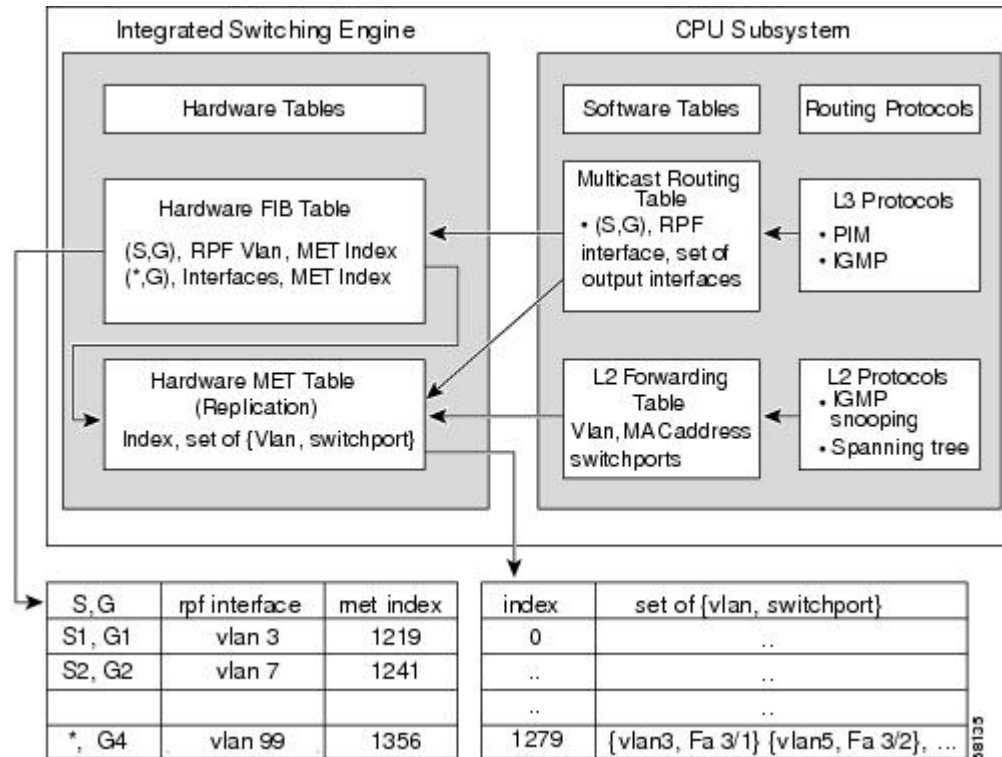 Integrated Switching Engine
CPU Subsystem
Hardware Tables
Software Tables
Routing Protocols
Hardware FIB Table
(S,G), RPF Vlan, MET Index
(*,G), Interfaces, MET Index
Multicast Routing
Table
• (S,G), RPF
interface, set of
output interfaces
L3 Protocols
• PIM
• IGMP
Hardware MET Table
(Replication)
Index, set of {Vlan, switchport}
L2 Forwarding
Table
Vlan, MACaddress
switchports
L2 Protocols
• IGMP
snooping
• Spanning tree
S,G rpf interface met index
S1, G1 vlan 3 1219
S2, G2 vlan 7 1241
*, G4 vlan 99 1356
index set of {vlan, switchport}
0 ..
.. ..
.. ..
1279 {vlan3, Fa 3/1} {vlan5, Fa 3/2}, ...